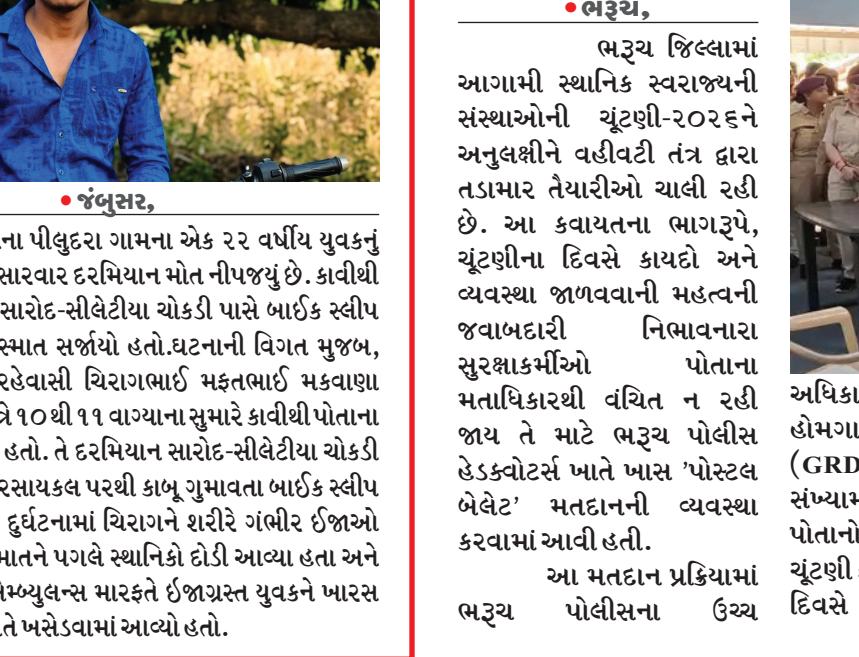 • જંબુસર,
ના પીલુદરા ગામના એક ૨૨ વર્ષીય યુવકનું
સારવાર દરમિયાન મોત નીપજયું છે. કાવીથી
સારોદ-સીલેટીયા ચોકડી પાસે બાઈક સ્લીપ
સ્માત સર્જાયો હતો.ઘટનાની વિગત મુજબ,
રહેવાસી ચિરાગભાઈ મફતભાઈ મકવાણા
ત્રે ૧૦થી ૧૧ વાગ્યાના સુમારે કાવીથી પોતાના
હતો. તે દરમિયાન સારોદ-સીલેટીયા ચોકડી
રસાયકલ પરથી કાબૂ ગુમાવતા બાઈક સ્લીપ
દુર્ઘટનામાં ચિરાગને શરીરે ગંભીર ઈજાઓ
માતને પગલે સ્થાનિકો દોડી આવ્યા હતા અને
મ્બ્યુલન્સ મારફતે ઇજાગ્રસ્ત યુવકને ખારસ
તે ખસેડવામાં આવ્યો હતો.
• ભરૂચ,
ભરૂચ જિલ્લામાં
આગામી સ્થાનિક સ્વરાજ્યની
સંસ્થાઓની ચૂંટણી-૨૦૨૬ને
અનુલક્ષીને વહીવટી તંત્ર દ્વારા
તડામાર તૈયારીઓ ચાલી રહી
છે. આ કવાયતના ભાગરૂપે,
ચૂંટણીના દિવસે કાયદો અને
વ્યવસ્થા જાળવવાની મહત્વની
જવાબદારી નિભાવનારા
સુરક્ષાકર્મીઓ પોતાના
મતાધિકારથી વંચિત ન રહી
જાય તે માટે ભરૂચ પોલીસ
હેડક્વોટર્સ ખાતે ખાસ 'પોસ્ટલ
બેલેટ' મતદાનની વ્યવસ્થા
કરવામાં આવી હતી.
આ મતદાન પ્રક્રિયામાં
ભરૂચ પોલીસના ઉચ્ચ
અધિકા
હોમગા
(GRD
સંખ્યામ
પોતાનો
ચૂંટણી
દિવસે